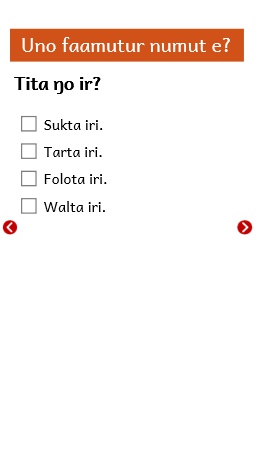 Uno faamutur numut e?
Tita ŋo ir?
Sukta iri.
Tarta iri.
Folota iri.
Walta iri.